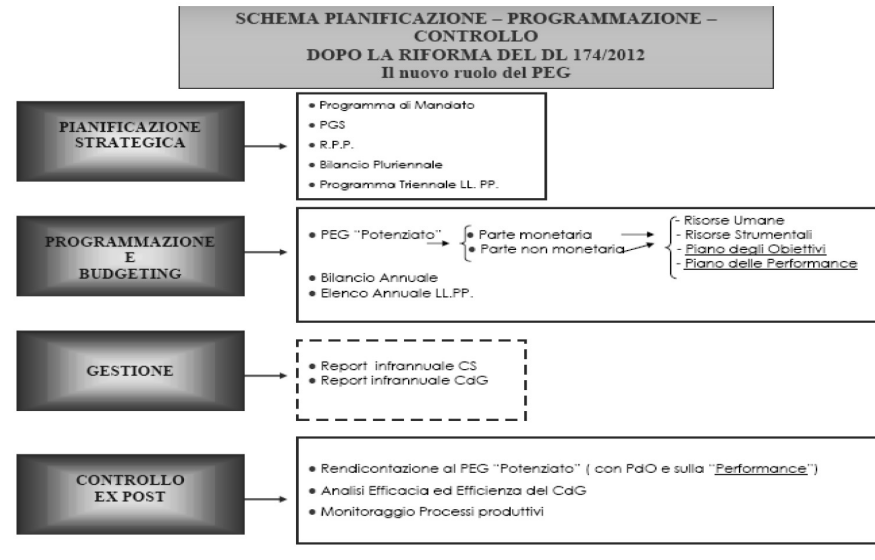 SCHEMA PIANIFICAZIONE – PROGRAMMAZIONE –
CONTROLLO
DOPO LA RIFORMA DEL DL 174/2012
Il nuovo ruolo del PEG
PIANIFICAZIONE
STRATEGICA
• Programma di Mandato
• PGS
• R.P.P.
• Bilancio Pluriennale
• Programma Triennale LL. PP.
PROGRAMMAZIONE
E
BUDGETING
• PEG "Potenziato"
• Parte monetaria
• Parte non monetaria
- Risorse Umane
- Risorse Strumentali
- Piano degli Obiettivi
- Piano delle Performance
• Bilancio Annuale
• Elenco Annuale LL.PP.
GESTIONE
• Report infrannuale CS
• Report infrannuale CdG
CONTROLLO
EX POST
• Rendicontazione al PEG "Potenziato" ( con PdO e sulla "Performance")
• Analisi Efficacia ed Efficienza del CdG
• Monitoraggio Processi produttivi